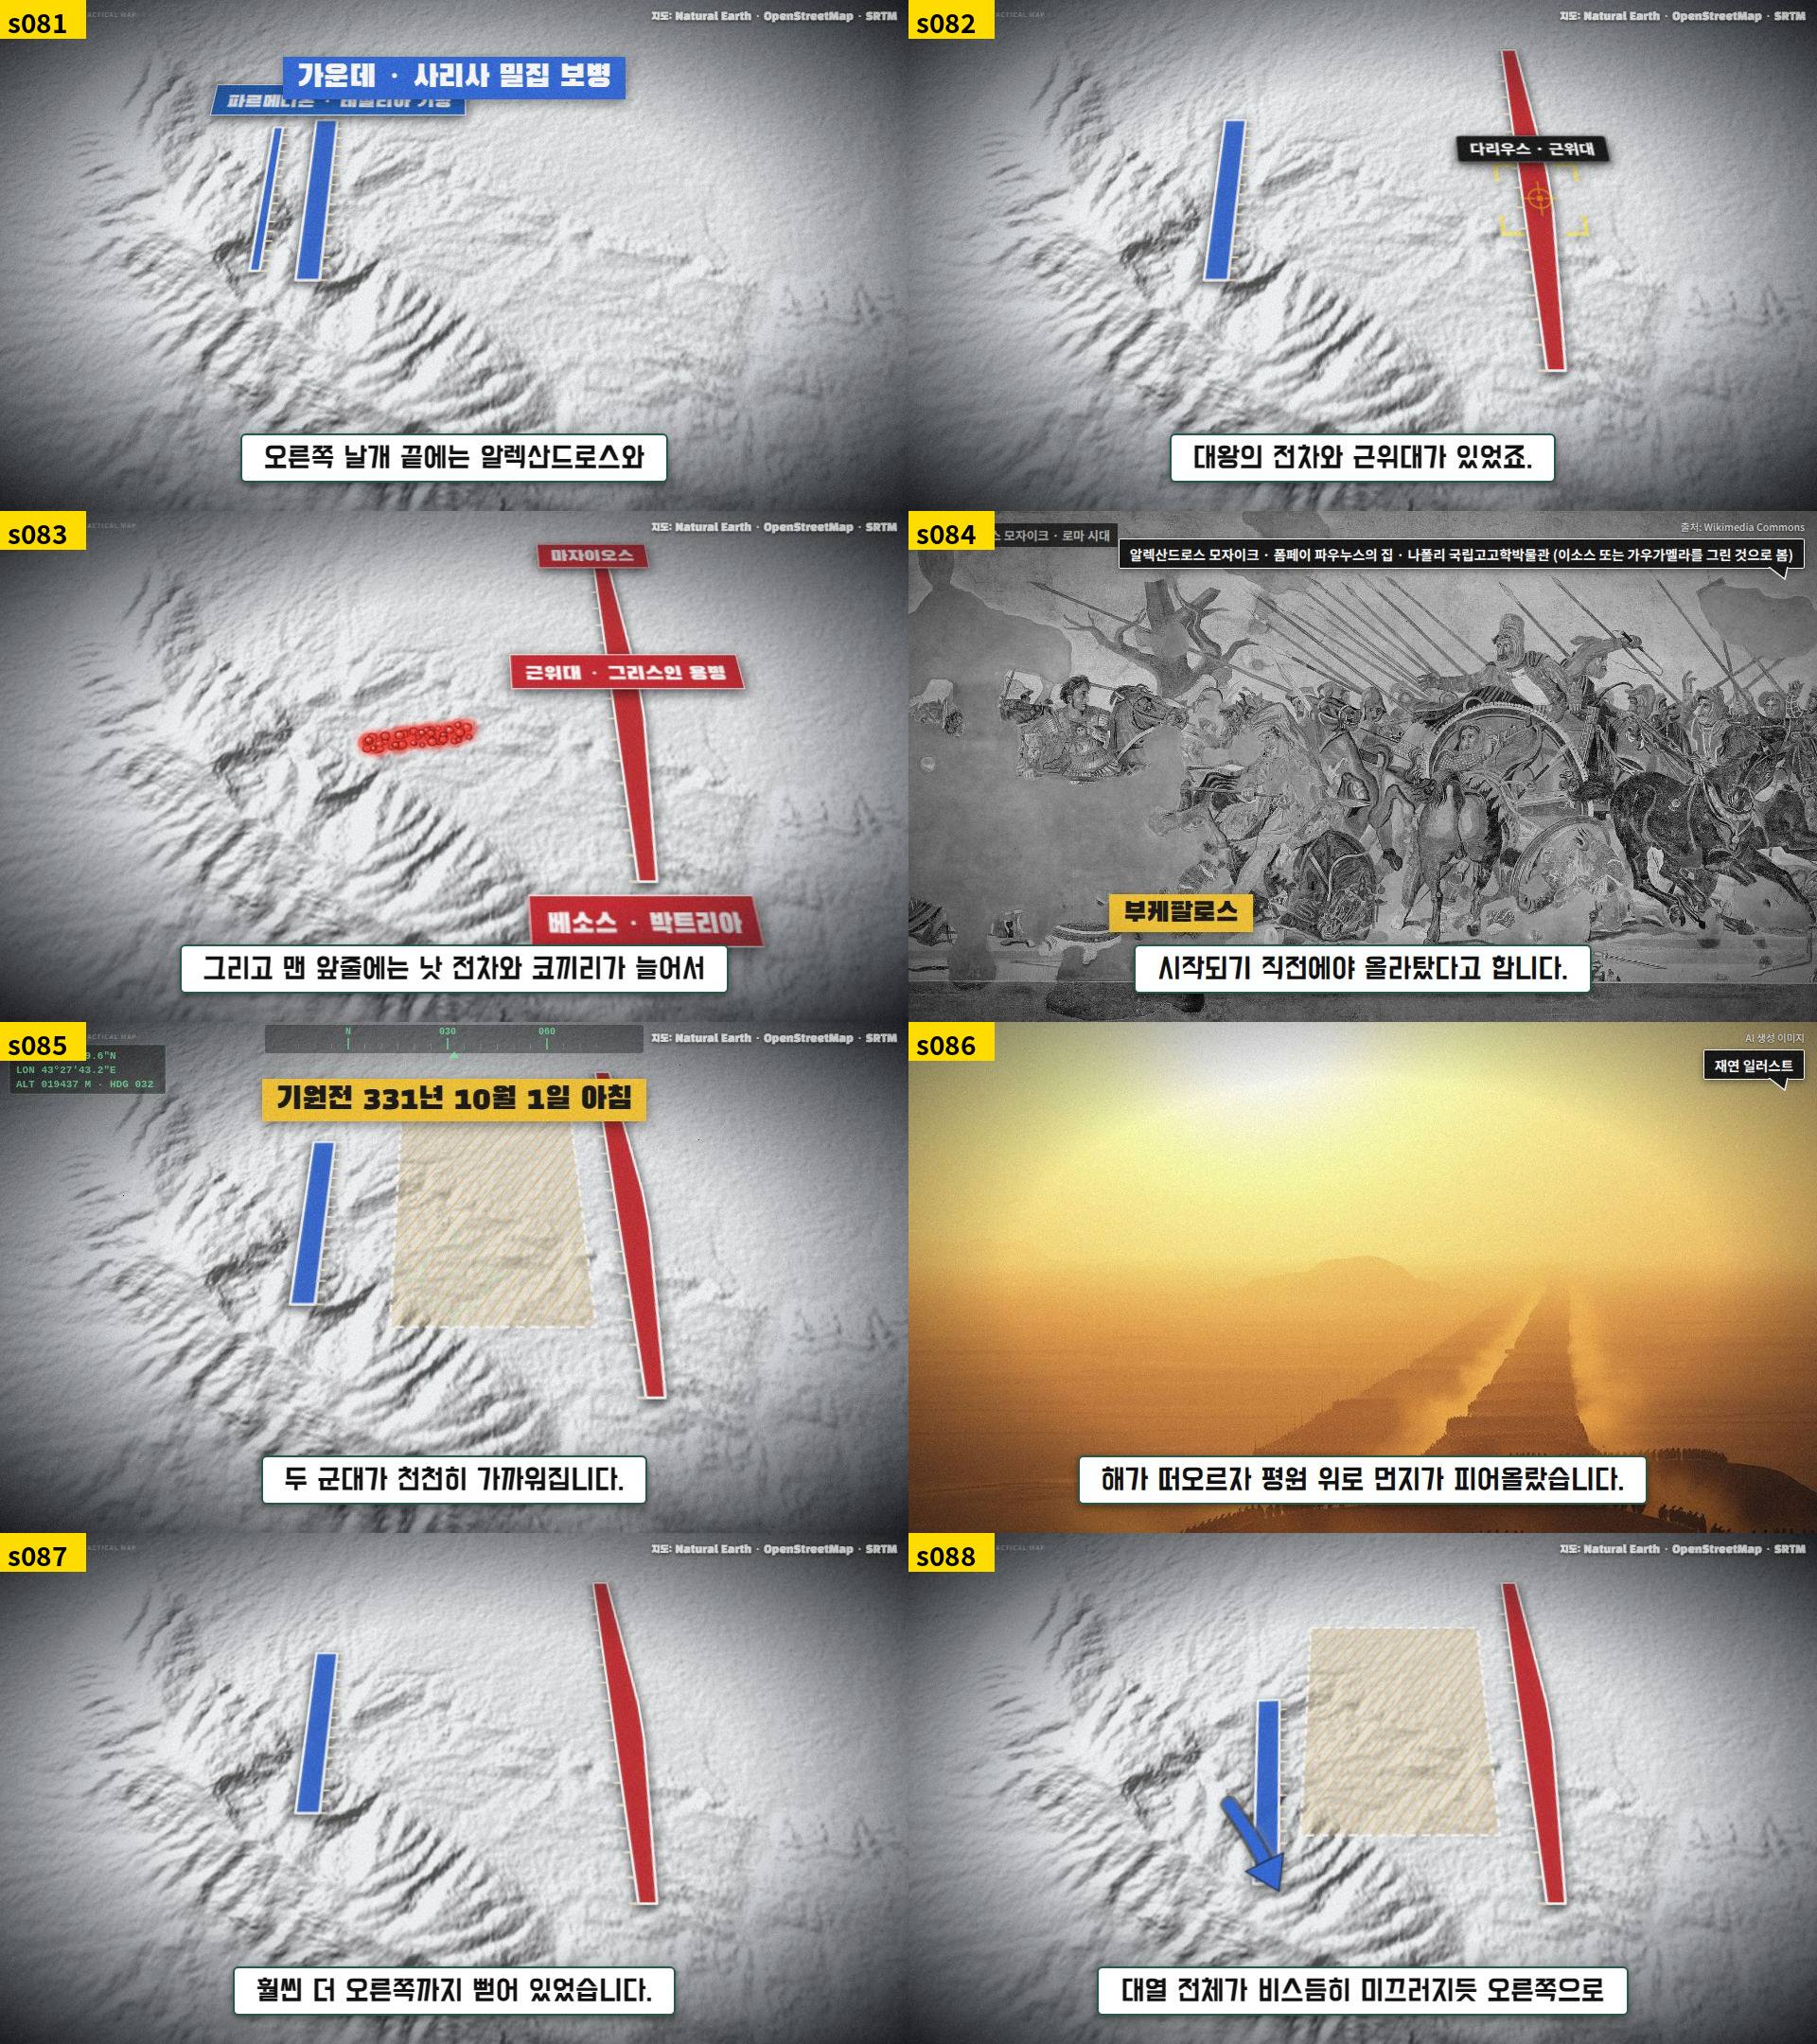 s081
ACTICAL MAP
지도: Natural Earth · OpenStreetMap · SRTM
가운데 · 사리사 밀집 보병
오른쪽 날개 끝에는 알렉산드로스와
s082
ACTICAL MAP
지도: Natural Earth · OpenStreetMap · SRTM
다리우스 · 근위대
대왕의 전차와 근위대가 있었죠.
s083
ACTICAL MAP
지도: Natural Earth · OpenStreetMap · SRTM
마자이오스
근위대 · 그리스인 용병
베소스 · 박트리아
그리고 맨 앞줄에는 낫 전차와 코끼리가 늘어서
s084
스 모자이크 · 로마 시대
출처: Wikimedia Commons
알렉산드로스 모자이크 · 폼페이 파우누스의 집 · 나폴리 국립고고학박물관 (이소스 또는 가우가멜라를 그린 것으로 봄)
부케팔로스
시작되기 직전에야 올라탔다고 합니다.
s085
ACTICAL MAP
N 030 060
지도: Natural Earth · OpenStreetMap · SRTM
9.6"N
LON 43°27'43.2"E
ALT 019437 M · HDG 032
기원전 331년 10월 1일 아침
두 군대가 천천히 가까워집니다.
s086
AI 생성 이미지
재연 일러스트
해가 떠오르자 평원 위로 먼지가 피어올랐습니다.
s087
ACTICAL MAP
지도: Natural Earth · OpenStreetMap · SRTM
훨씬 더 오른쪽까지 뻗어 있었습니다.
s088
ACTICAL MAP
지도: Natural Earth · OpenStreetMap · SRTM
대열 전체가 비스듬히 미끄러지듯 오른쪽으로